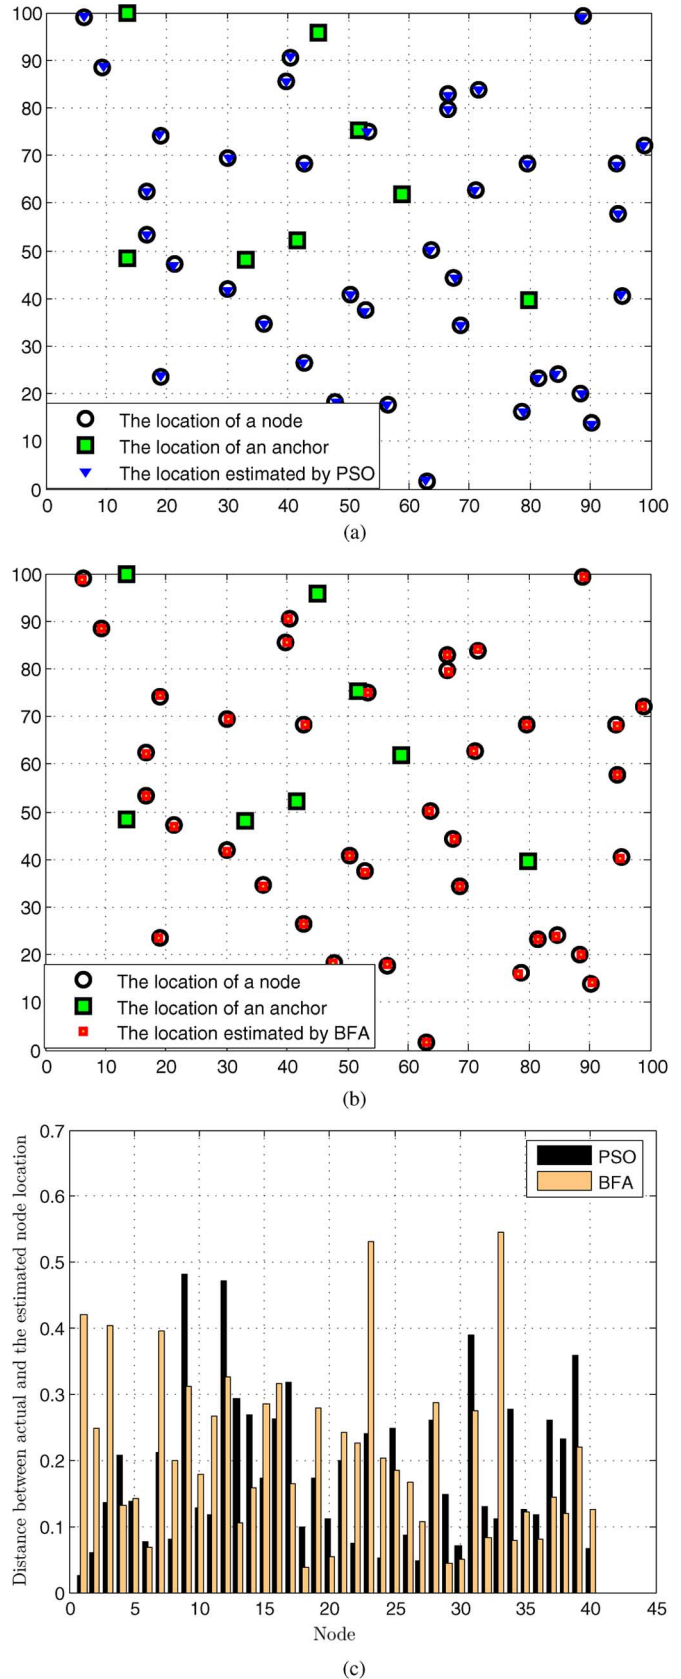 100
90
80
70
60
50
40
30
20
10
0
The location of a node
The location of an anchor
The location estimated by PSO
0 10 20 30 40 50 60 70 80 90 100
(a)
100
90
80
70
60
50
40
30
20
10
0
The location of a node
The location of an anchor
The location estimated by BFA
0 10 20 30 40 50 60 70 80 90 100
(b)
Distance between actual and the estimated node location
0.7
0.6
0.5
0.4
0.3
0.2
0.1
0
PSO
BFA
0 5 10 15 20 25 30 35 40 45
Node
(c)